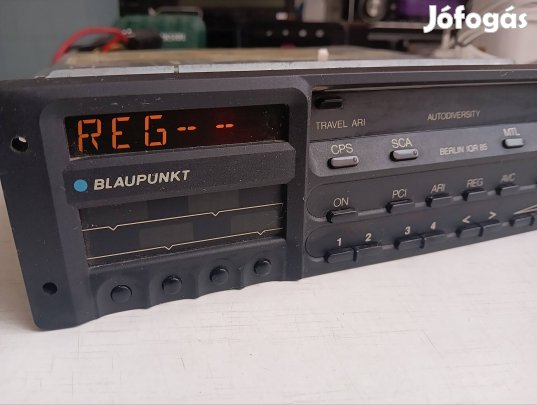 Jófogás
REG--
BLAUPUNKT
TRAVEL ARI
AUTODIVERSITY
CPS
SCA
BERLIN IQR 85
MTL
ON
PCI
ARI
REG
AVC
1 2 3 4 < >